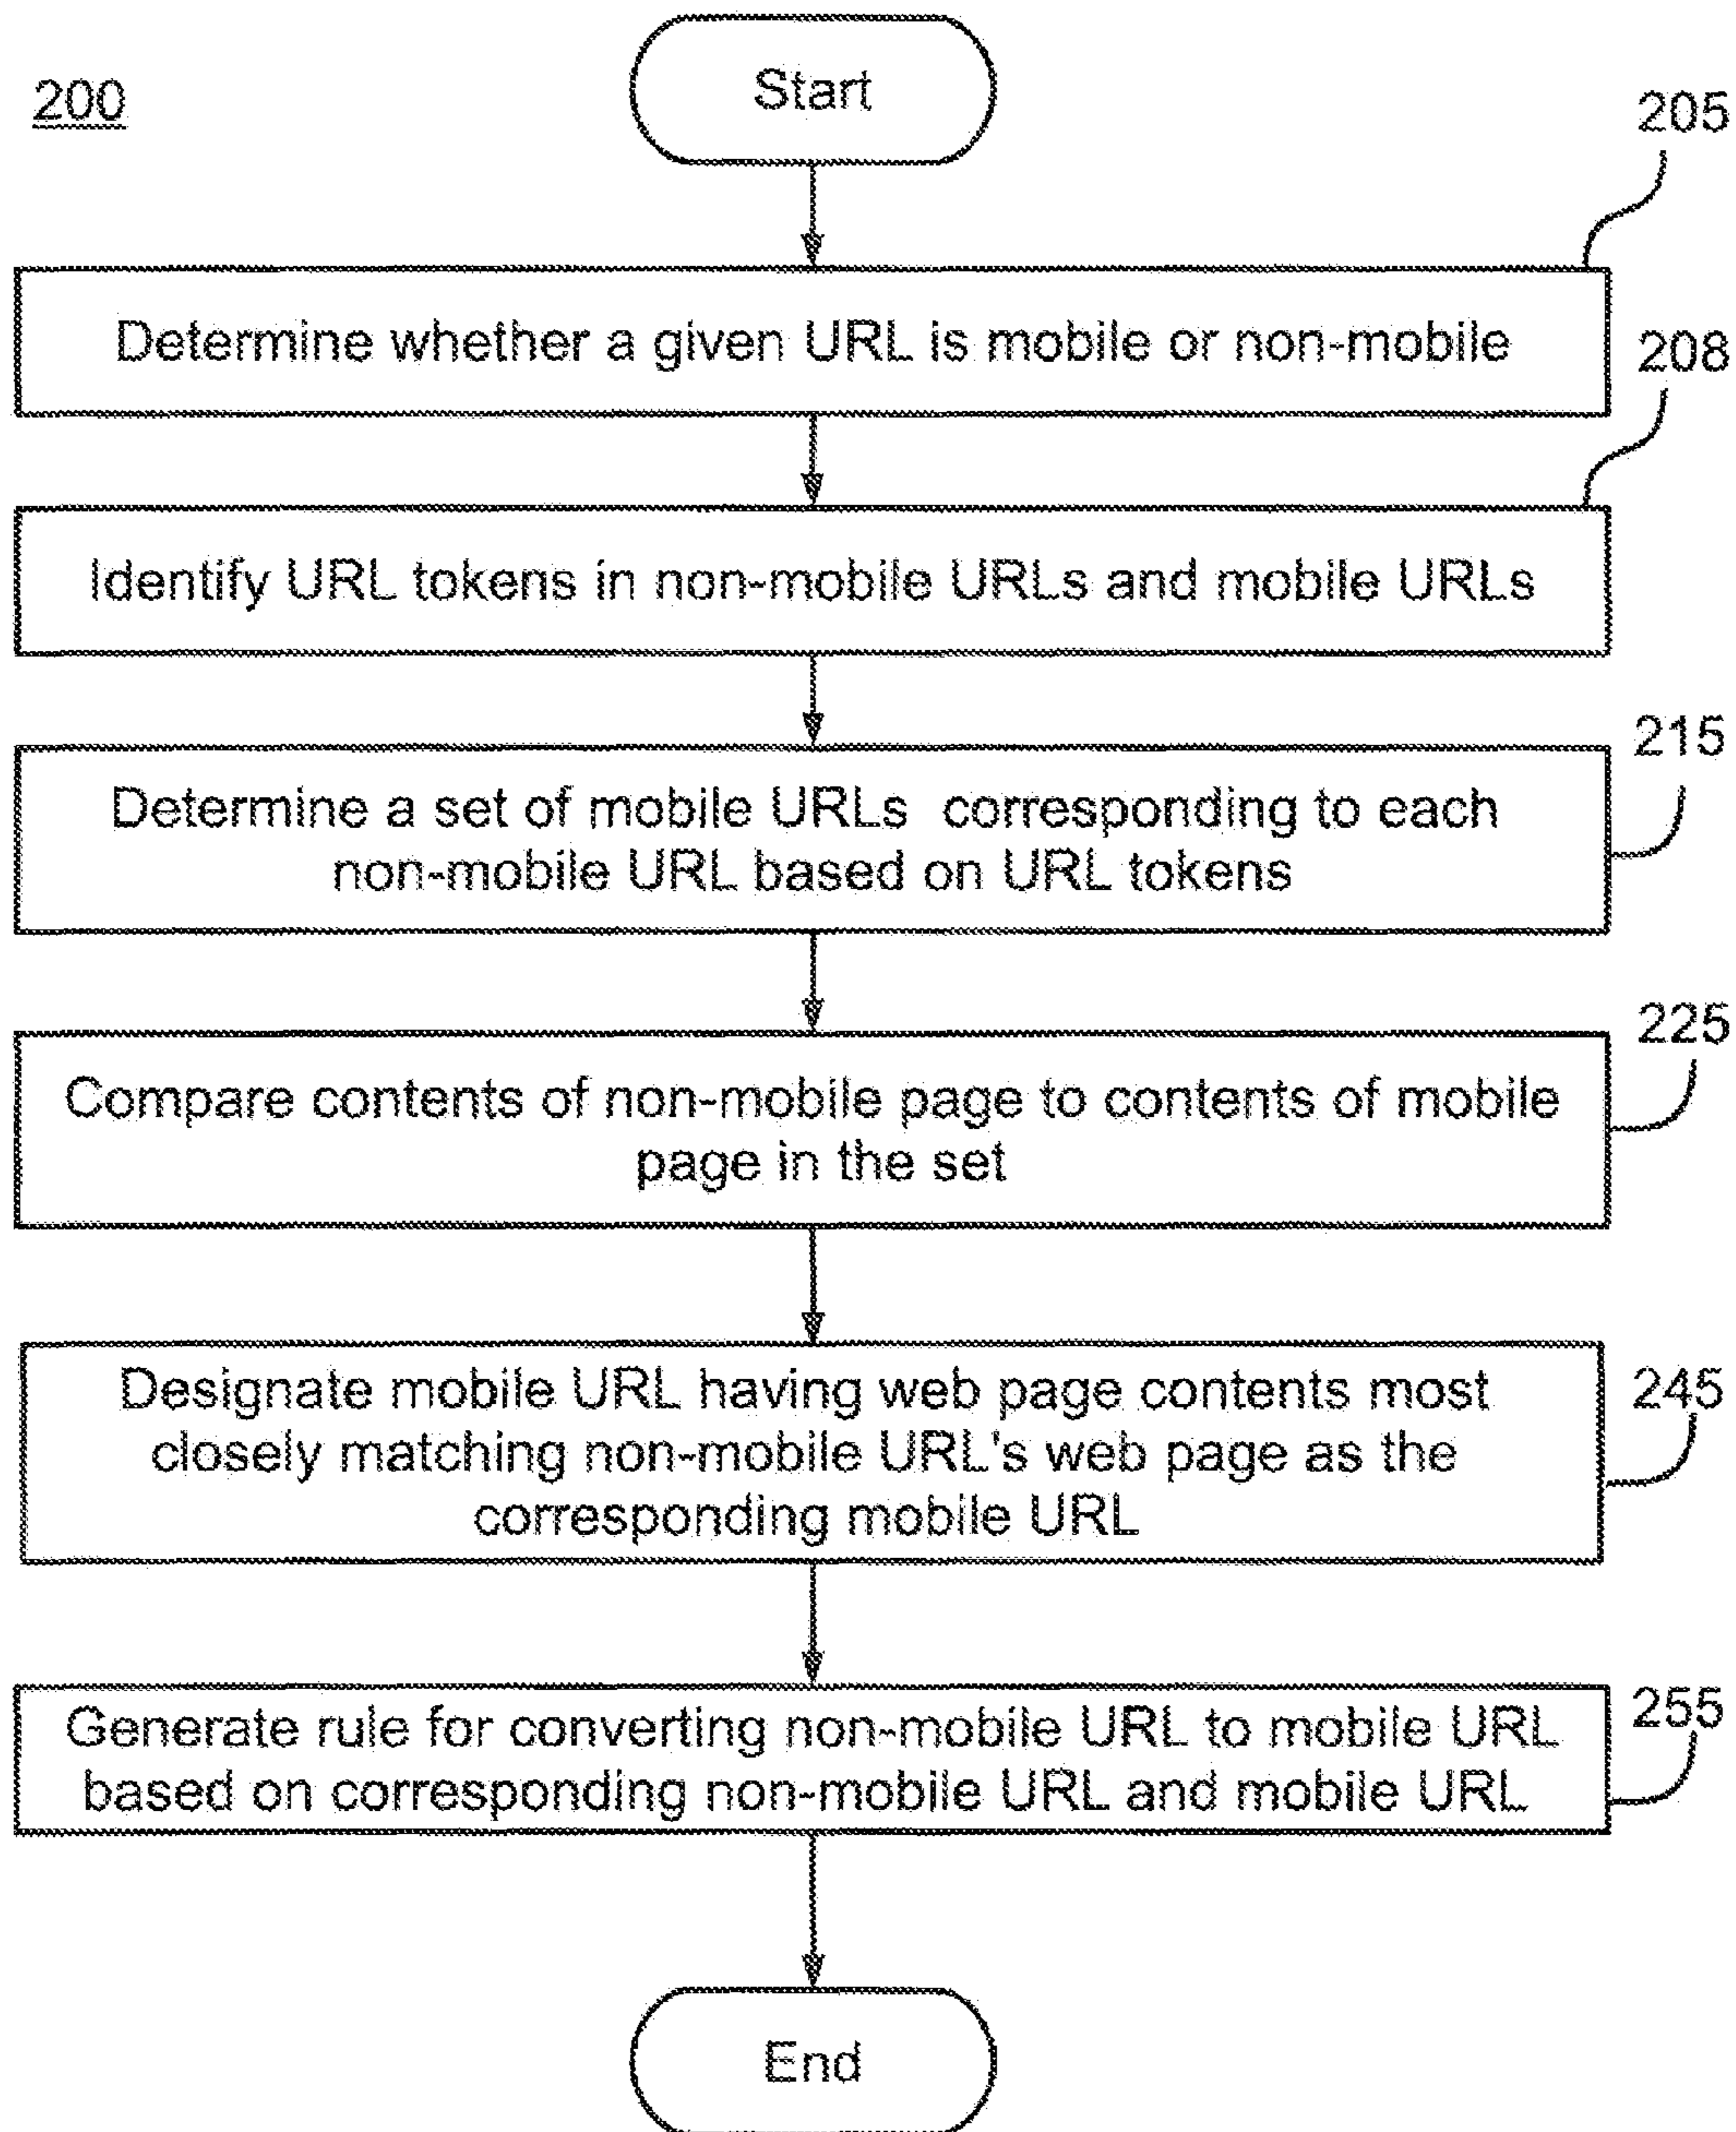 200
Start
205
Determine whether a given URL is mobile or non-mobile
208
Identify URL tokens in non-mobile URLs and mobile URLs
215
Determine a set of mobile URLs corresponding to each
non-mobile URL based on URL tokens
225
Compare contents of non-mobile page to contents of mobile
page in the set
245
Designate mobile URL having web page contents most
closely matching non-mobile URL's web page as the
corresponding mobile URL
255
Generate rule for converting non-mobile URL to mobile URL
based on corresponding non-mobile URL and mobile URL
End